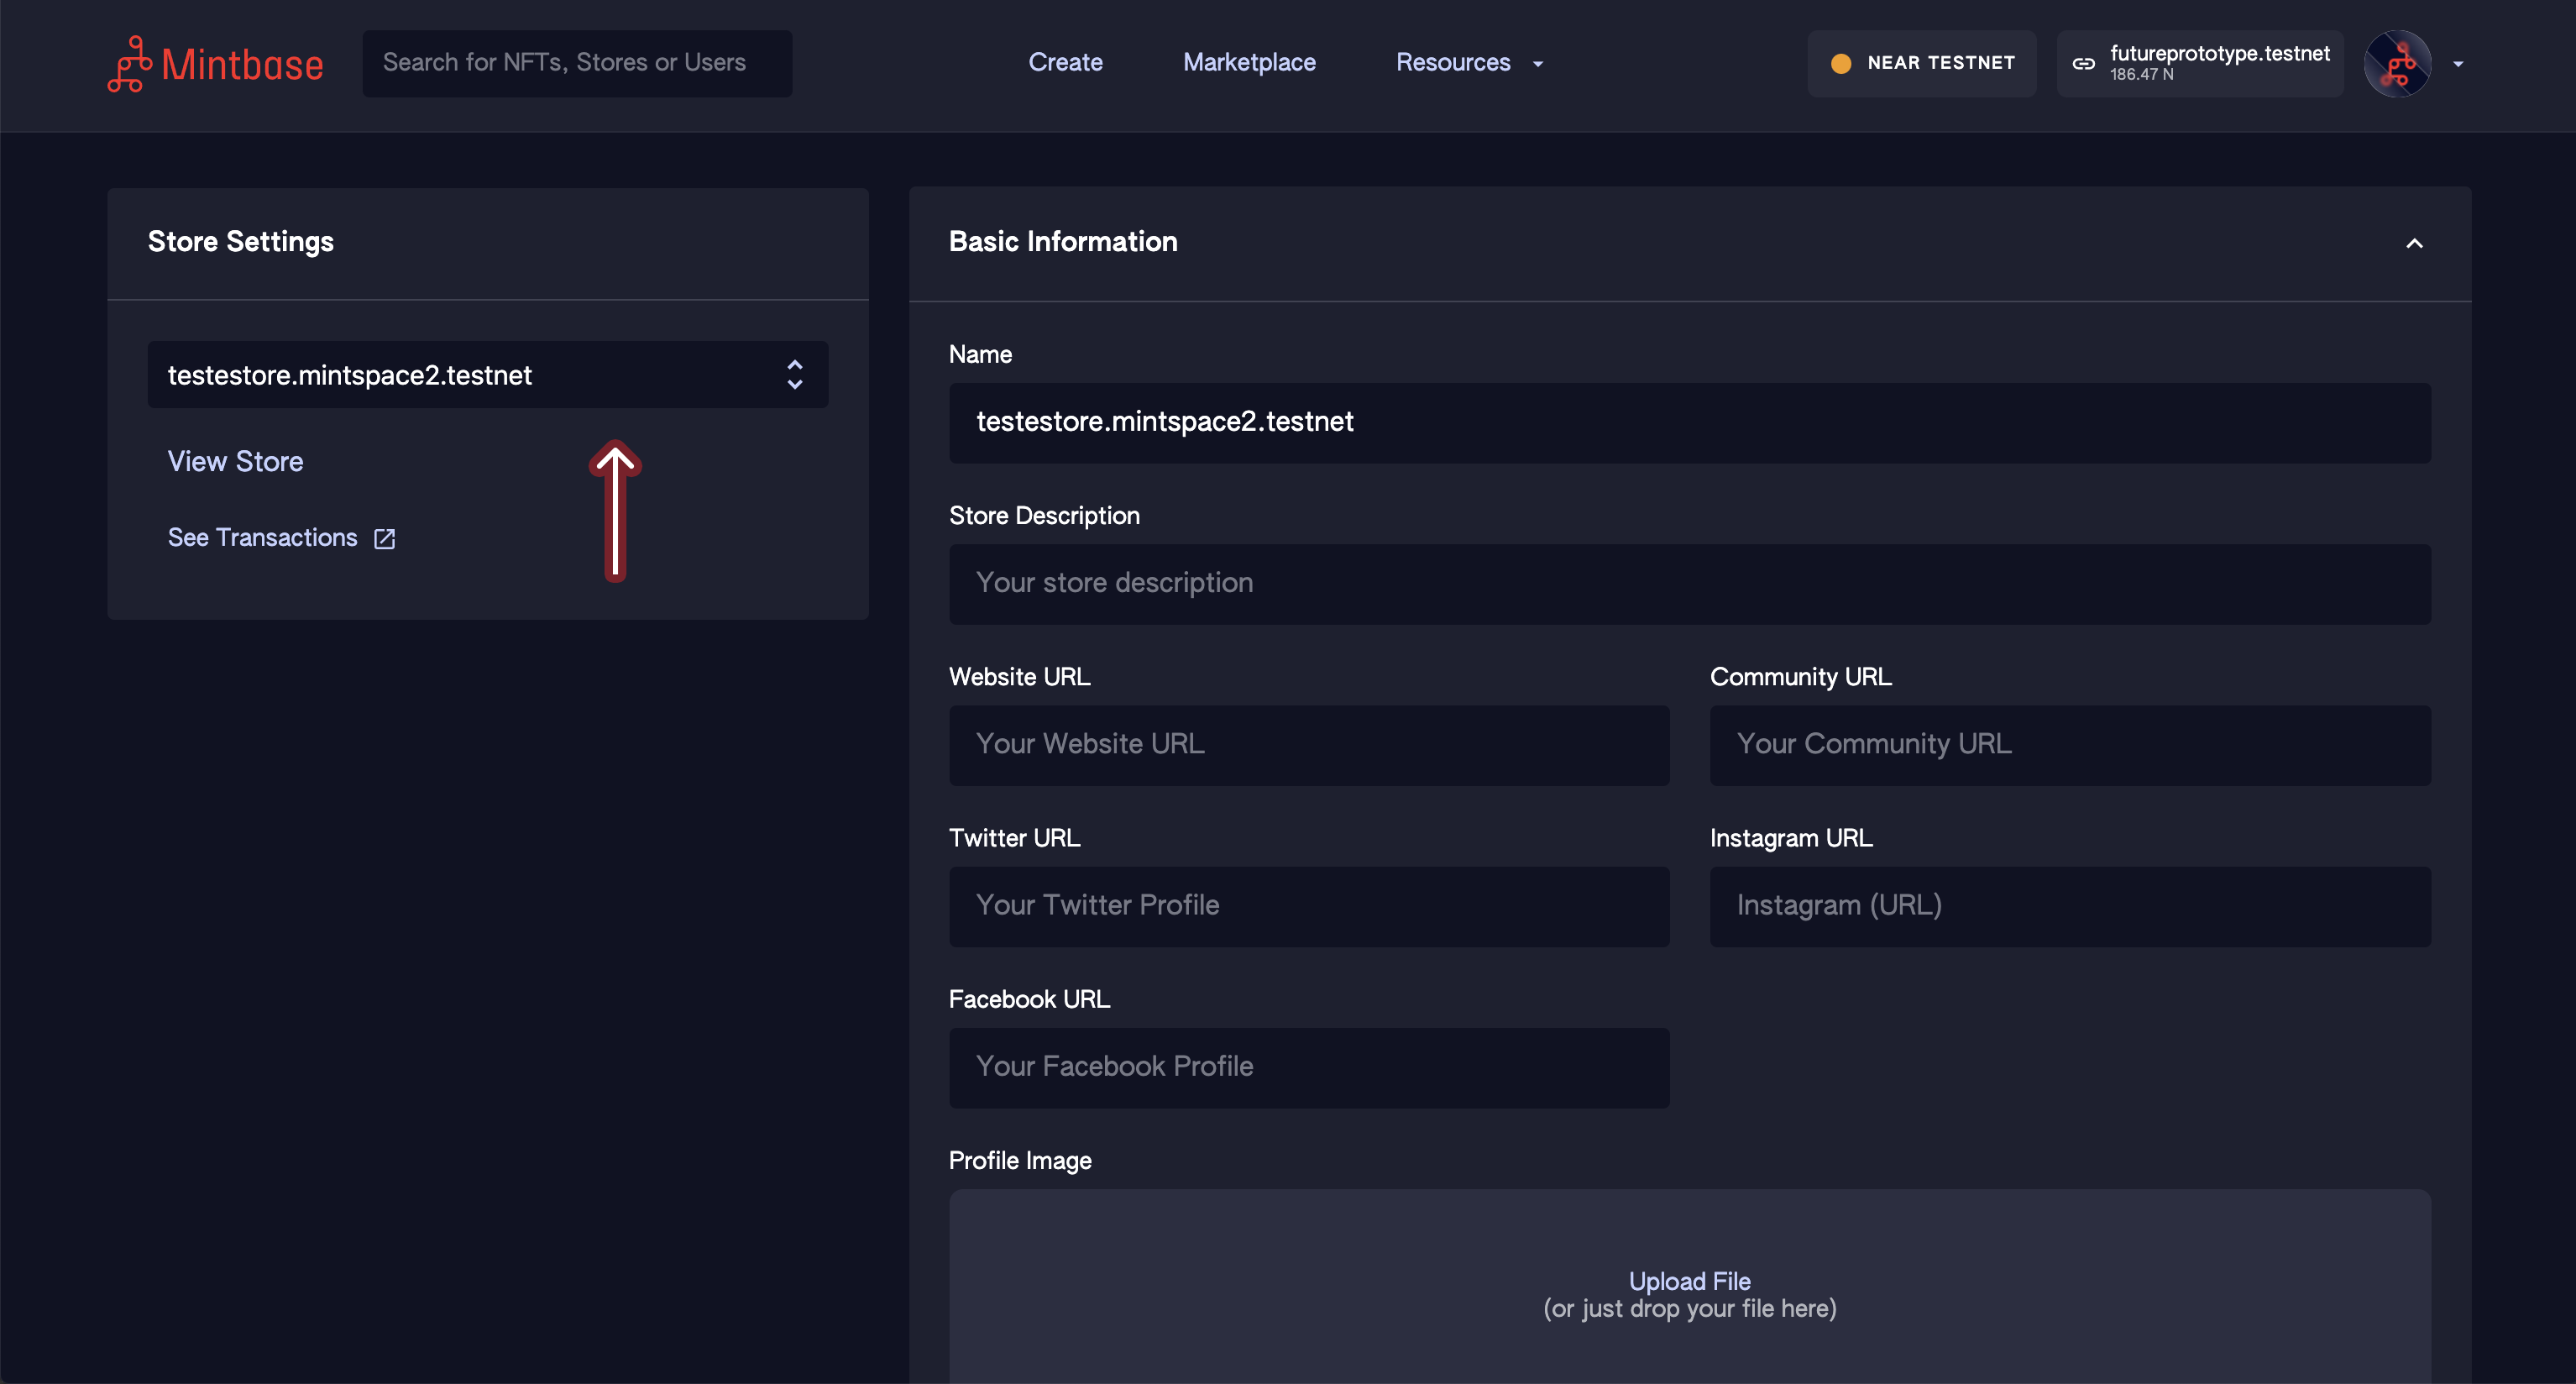 Mintbase
Search for NFTs, Stores or Users
Create
Marketplace
Resources
NEAR TESTNET
futureprototype.testnet
186.47 N
Store Settings
testestore.mintspace2.testnet
View Store
See Transactions
Basic Information
Name
testestore.mintspace2.testnet
Store Description
Your store description
Website URL
Community URL
Your Website URL
Your Community URL
Twitter URL
Instagram URL
Your Twitter Profile
Instagram (URL)
Facebook URL
Your Facebook Profile
Profile Image
Upload File
(or just drop your file here)